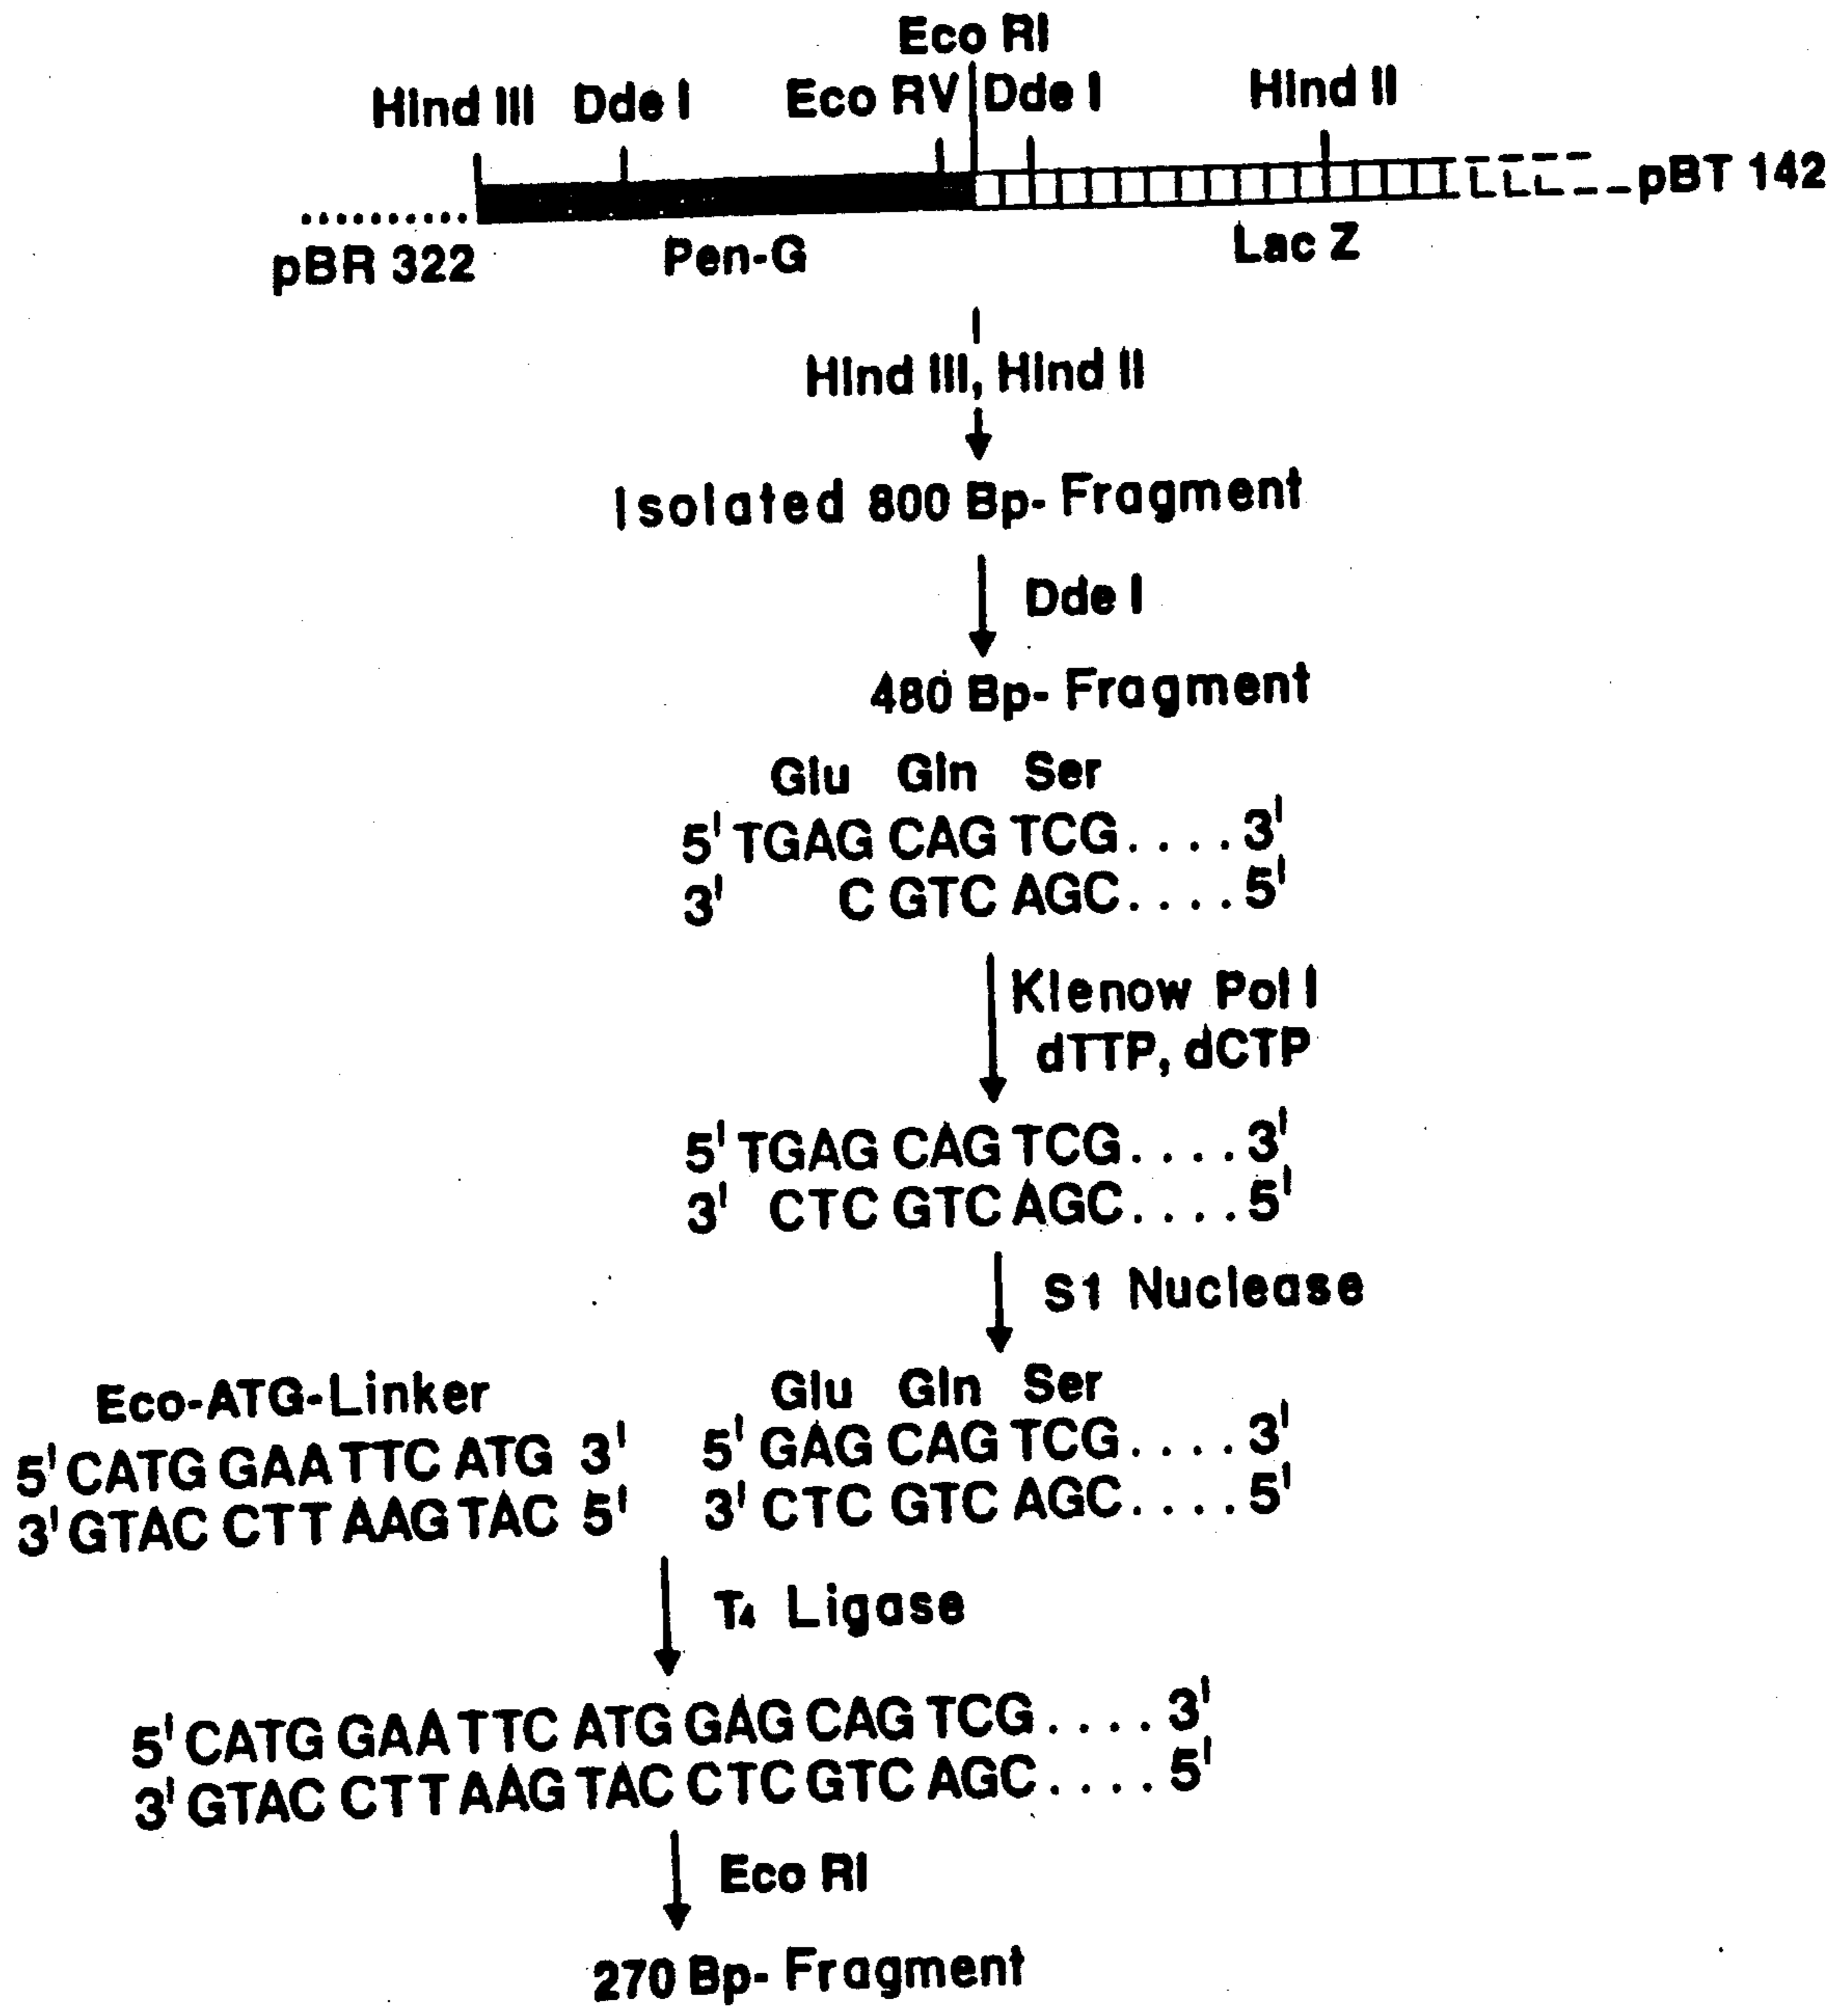 Eco RI
Hind III Dde I Eco RV Dde I Hind II
pBT 142
pBR 322 Pen-G Lac Z
Hind III, Hind II
Isolated 800 Bp-Fragment
Dde I
480 Bp-Fragment
Glu Gln Ser
5' TGAG CAG TCG.... 3'
3' C GTC AGC.... 5'
Klenow Pol I
dTTP, dCTP
5' TGAG CAG TCG.... 3'
3' CTC GTC AGC.... 5'
S1 Nuclease
Eco-ATG-Linker Glu Gln Ser
5' CATG GAA TTC ATG 3' 5' GAG CAG TCG.... 3'
3' GTAC CTT AAG TAC 5' 3' CTC GTC AGC.... 5'
T4 Ligase
5' CATG GAA TTC ATG GAG CAG TCG.... 3'
3' GTAC CTT AAG TAC CTC GTC AGC.... 5'
Eco RI
270 Bp-Fragment